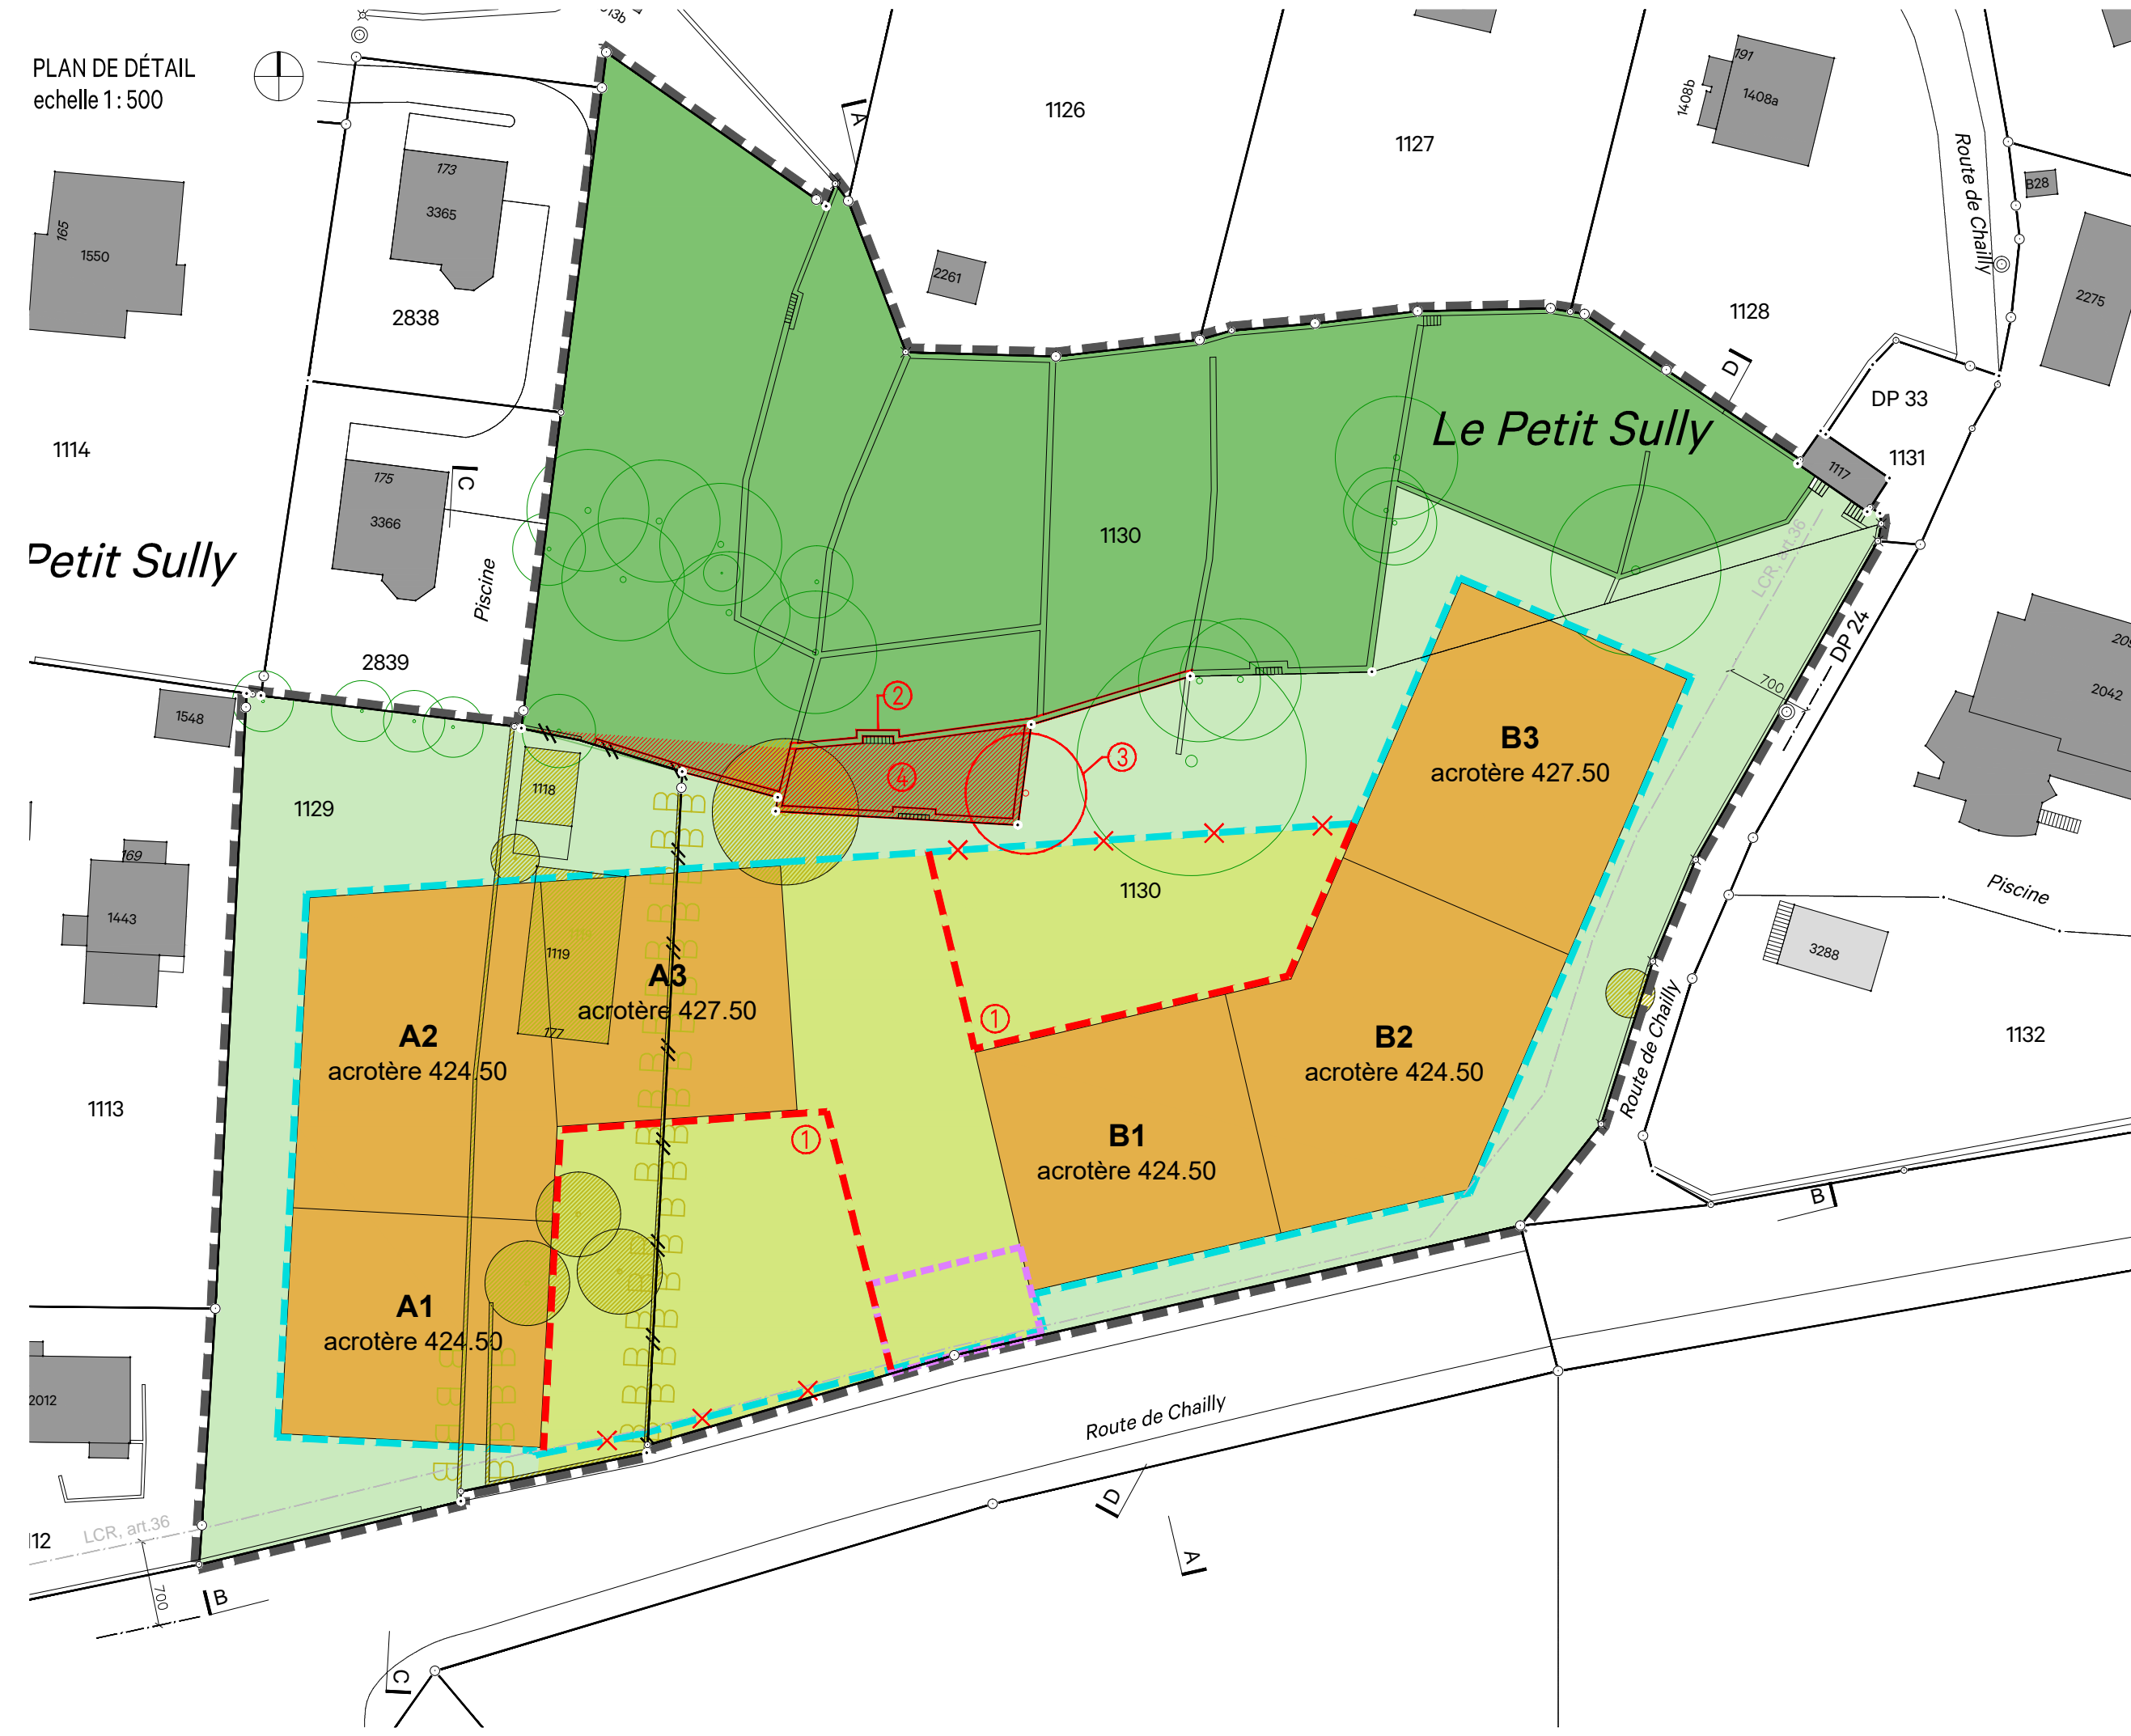 PLAN DE DÉTAIL
echelle 1 : 500
A
1126
1127
191
1408a
1408b
Route de Chailly
B28
2275
173
3365
165
1550
2838
2261
1128
D
DP 33
1131
1117
1114
C
175
3366
Le Petit Sully
1130
Petit Sully
Piscine
LCR, art.36
DP 24
700
2042
2839
1548
2
3
4
B3
acrotère 427.50
1118
1129
169
1443
1130
Piscine
3288
1119
A3
acrotère 427.50
177
A2
acrotère 424.50
1
B2
acrotère 424.50
1132
Route de Chailly
1113
1
B1
acrotère 424.50
B
A1
acrotère 424.50
2012
Route de Chailly
LCR, art.36
D
A
700
B
C